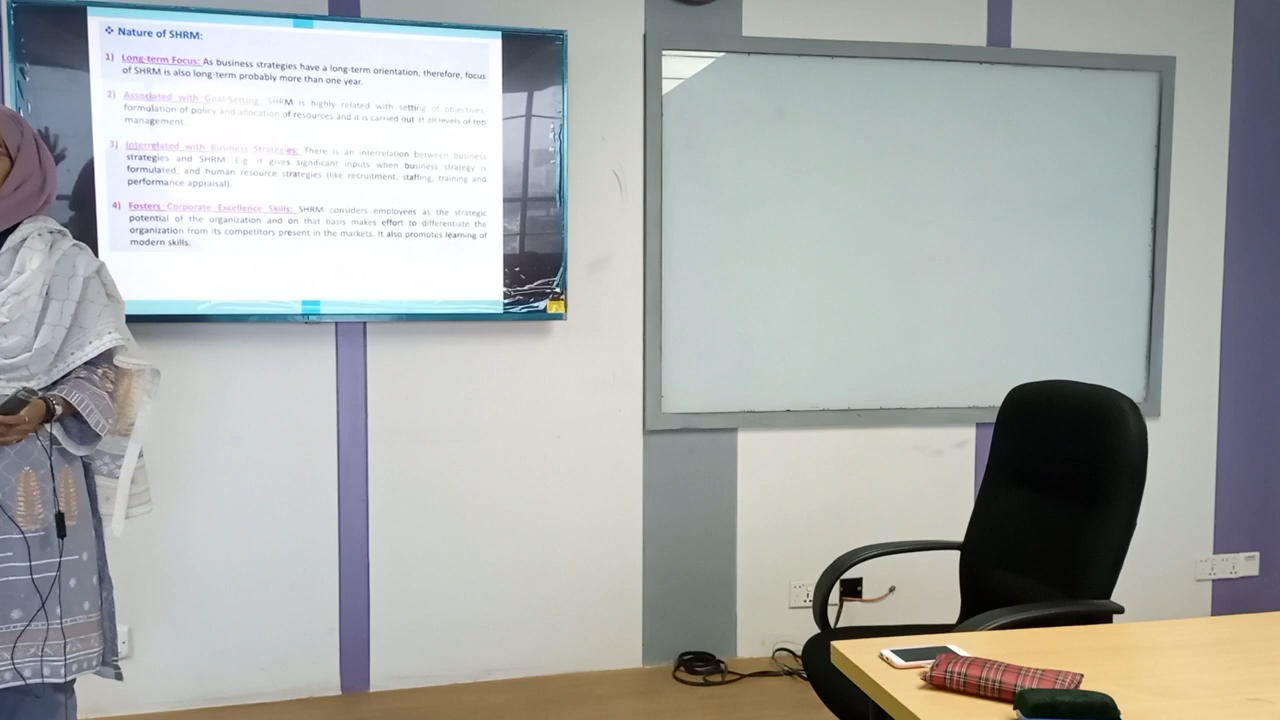 ❖ Nature of SHRM:
1) Long-term Focus: As business strategies have a long-term orientation, therefore, focus
of SHRM is also long-term probably more than one year.
2) Associated with Goal-Setting: SHRM is highly related with setting of objectives,
formulation of policy and allocation of resources and it is carried out at all levels of top
management.
3) Interrelated with Business Strategies: There is an interrelation between business
strategies and SHRM. E.g. it gives significant inputs when business strategy is
formulated, and human resource strategies (like recruitment, staffing, training and
performance appraisal).
4) Fosters Corporate Excellence Skills: SHRM considers employees as the strategic
potential of the organization and on that basis makes effort to differentiate the
organization from its competitors present in the markets. It also promotes learning of
modern skills.